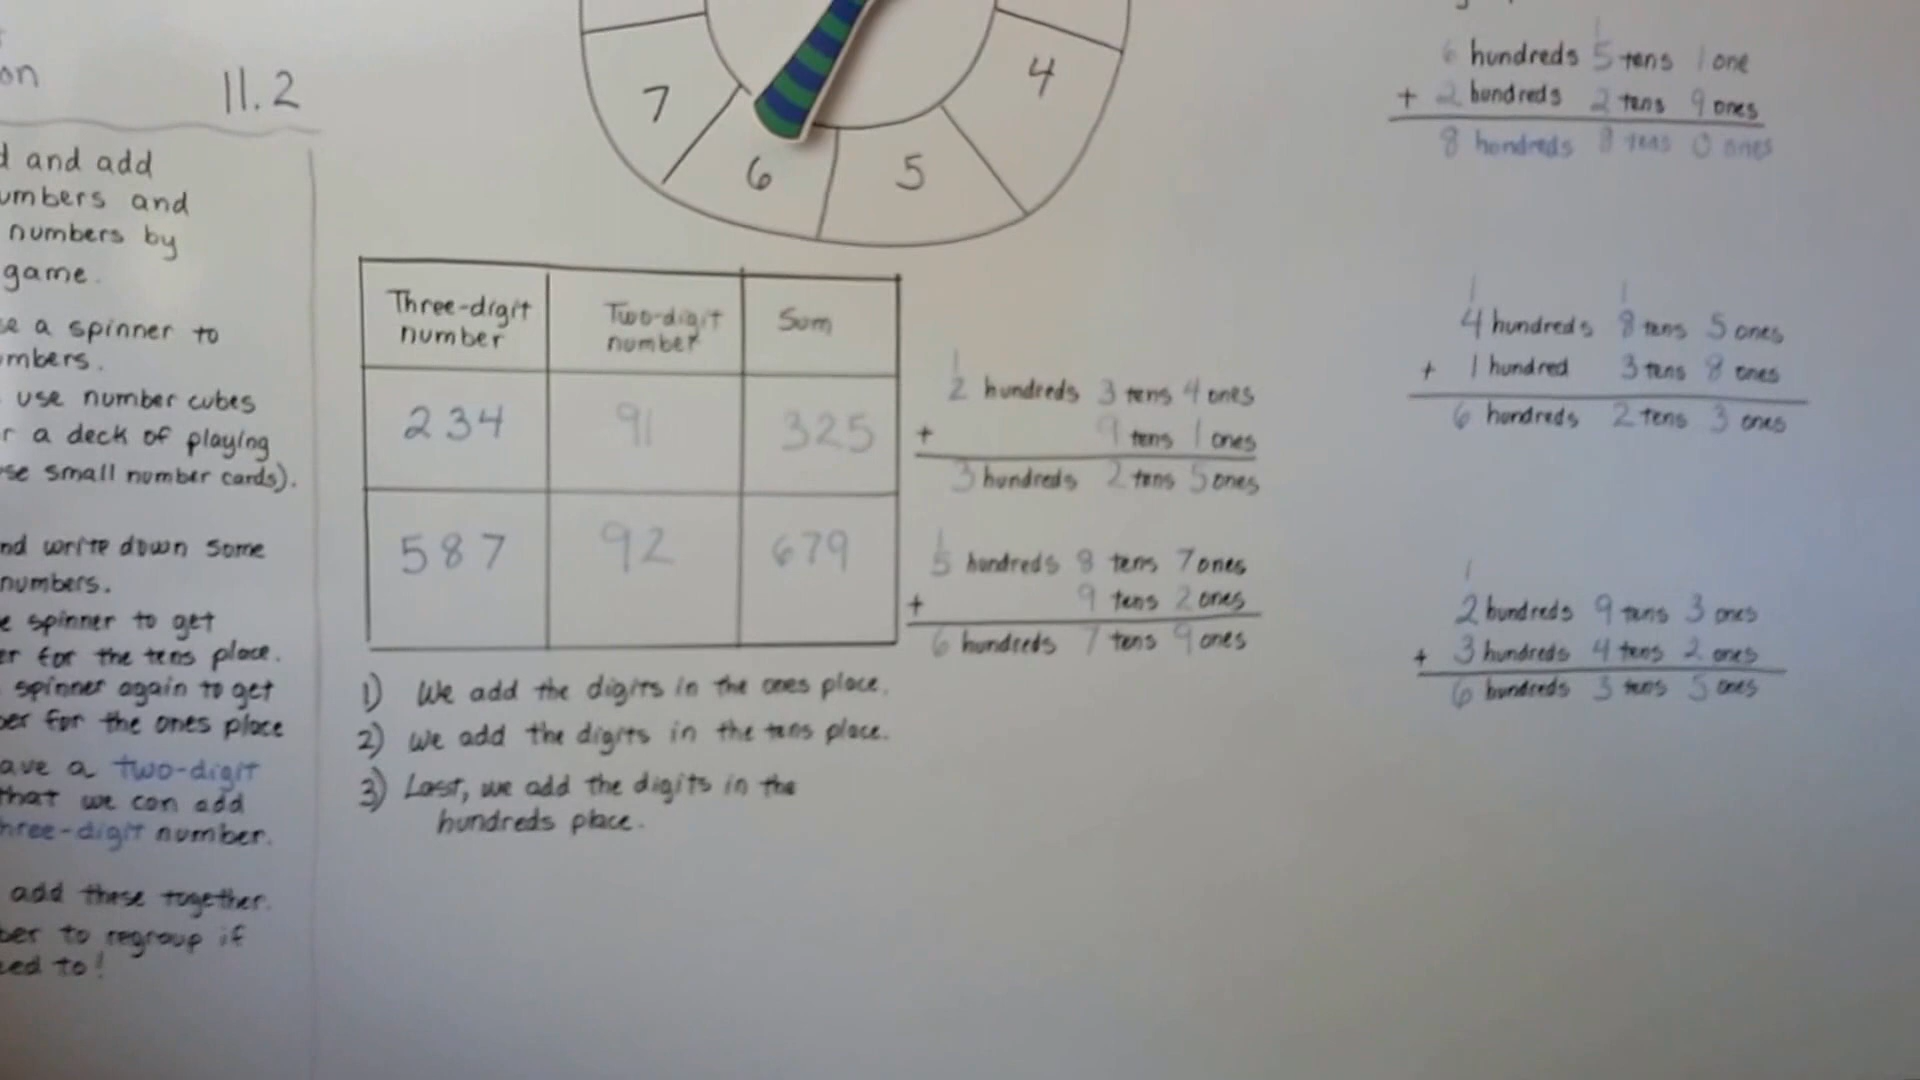 on
11.2
d and add
umbers and
numbers by
game.
se a spinner to
mbers.
use number cubes
r a deck of playing
se small number cards).
nd write down some
numbers.
e spinner to get
er for the tens place.
spinner again to get
ber for the ones place
ave a two-digit
that we can add
hree-digit number.
add these together.
ber to regroup if
eed to!
7
6
5
4
Three-digit number
Two-digit number
Sum
234 91 325
587 92 679
1
2 hundreds 3 tens 4 ones
+ 9 tens 1 ones
3 hundreds 2 tens 5 ones
1
5 hundreds 8 tens 7 ones
+ 9 tens 2 ones
6 hundreds 7 tens 9 ones
1) We add the digits in the ones place.
2) We add the digits in the tens place.
3) Last, we add the digits in the
hundreds place.
1
6 hundreds 5 tens 1 one
+ 2 hundreds 2 tens 9 ones
8 hundreds 8 tens 0 ones
1 1
4 hundreds 8 tens 5 ones
+ 1 hundred 3 tens 8 ones
6 hundreds 2 tens 3 ones
1
2 hundreds 9 tens 3 ones
+ 3 hundreds 4 tens 2 ones
6 hundreds 3 tens 5 ones